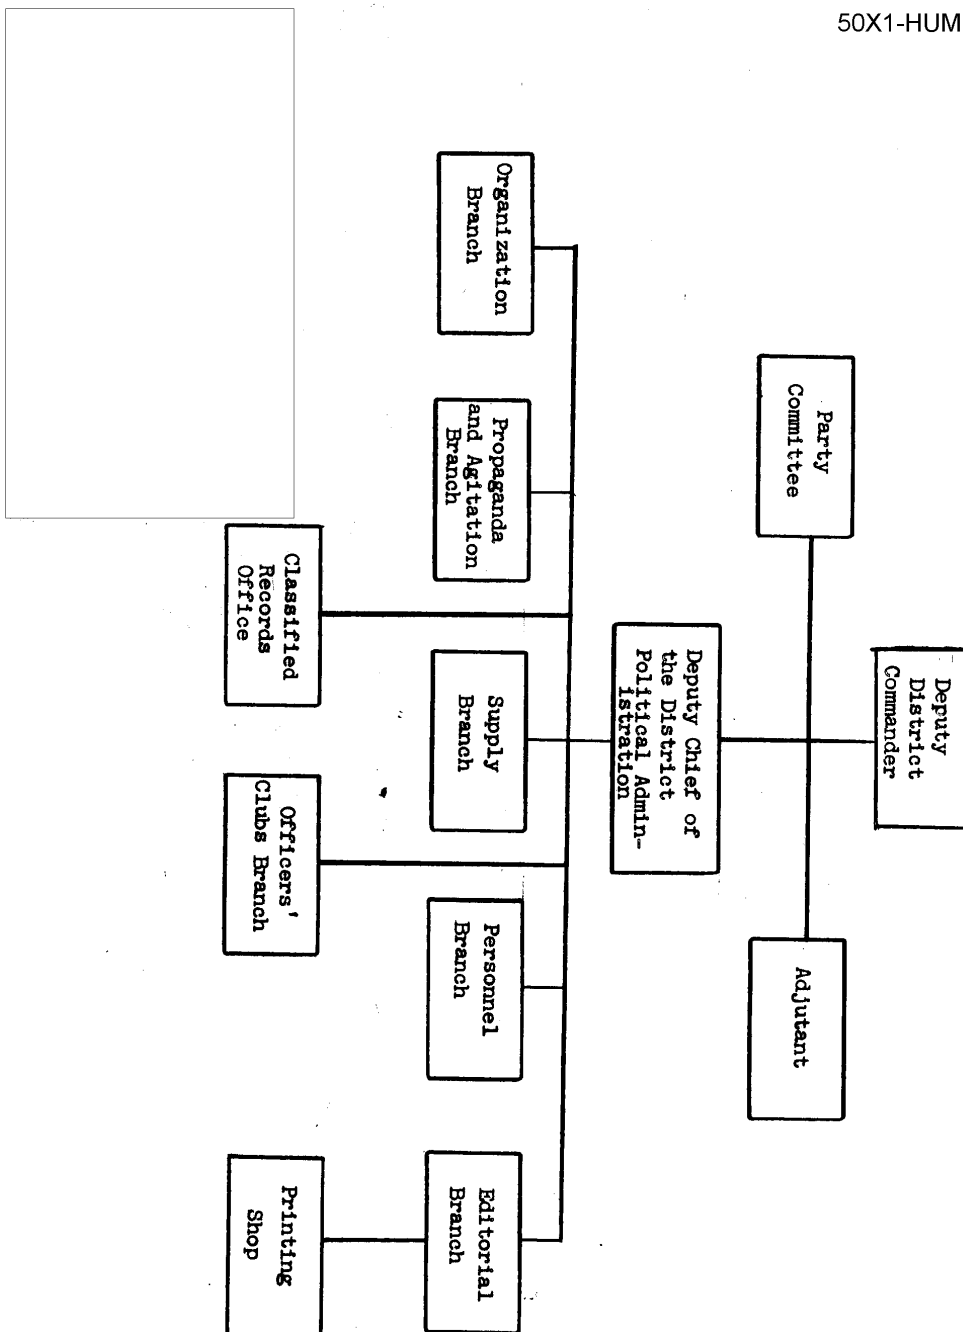 50X1-HUM
Deputy
District
Commander
Party
Committee
Adjutant
Deputy Chief of
the District
Political Admin-
istration
Organization
Branch
Propaganda
and Agitation
Branch
Supply
Branch
Personnel
Branch
Editorial
Branch
Classified
Records
Office
Officers'
Clubs Branch
Printing
Shop